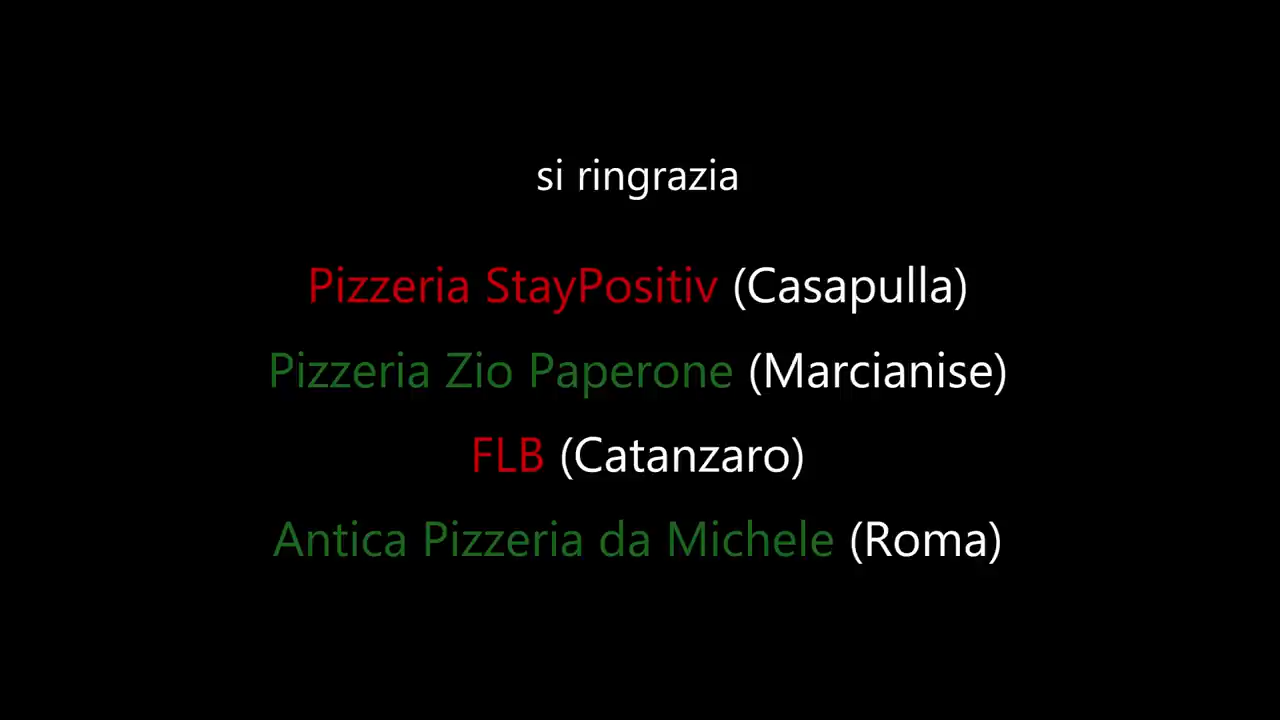 si ringrazia
Pizzeria StayPositiv (Casapulla)
Pizzeria Zio Paperone (Marcianise)
FLB (Catanzaro)
Antica Pizzeria da Michele (Roma)